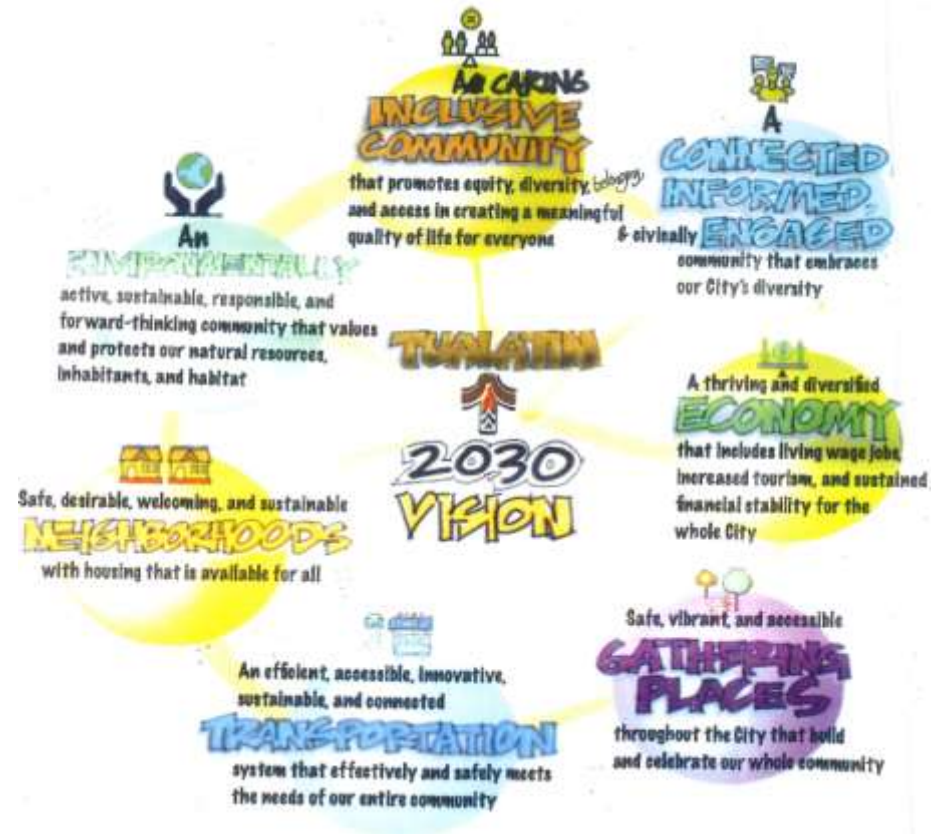 A CARING
INCLUSIVE
COMMUNITY
that promotes equity, diversity, belonging,
and access in creating a meaningful
quality of life for everyone
A
CONNECTED
INFORMED,
& civically ENGAGED
community that embraces
our City's diversity
An
ENVIRONMENTALLY
active, sustainable, responsible, and
forward-thinking community that values
and protects our natural resources,
inhabitants, and habitat
TUALATIN
2030
VISION
A thriving and diversified
ECONOMY
that includes living wage jobs,
increased tourism, and sustained
financial stability for the
whole City
Safe, desirable, welcoming, and sustainable
NEIGHBORHOODS
with housing that is available for all
Safe, vibrant, and accessible
GATHERING
PLACES
throughout the City that build
and celebrate our whole community
An efficient, accessible, innovative,
sustainable, and connected
TRANSPORTATION
system that effectively and safely meets
the needs of our entire community